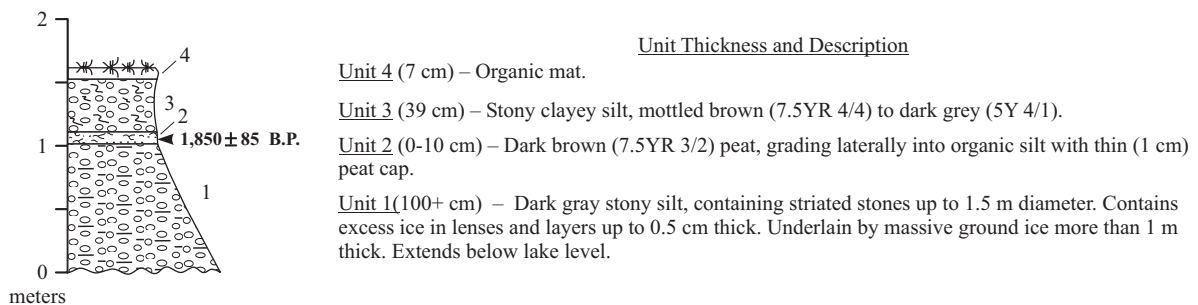 2
4
3
2
1,850 ± 85 B.P.
1
1
0
meters
Unit Thickness and Description
Unit 4 (7 cm) – Organic mat.
Unit 3 (39 cm) – Stony clayey silt, mottled brown (7.5YR 4/4) to dark grey (5Y 4/1).
Unit 2 (0-10 cm) – Dark brown (7.5YR 3/2) peat, grading laterally into organic silt with thin (1 cm)
peat cap.
Unit 1(100+ cm) – Dark gray stony silt, containing striated stones up to 1.5 m diameter. Contains
excess ice in lenses and layers up to 0.5 cm thick. Underlain by massive ground ice more than 1 m
thick. Extends below lake level.